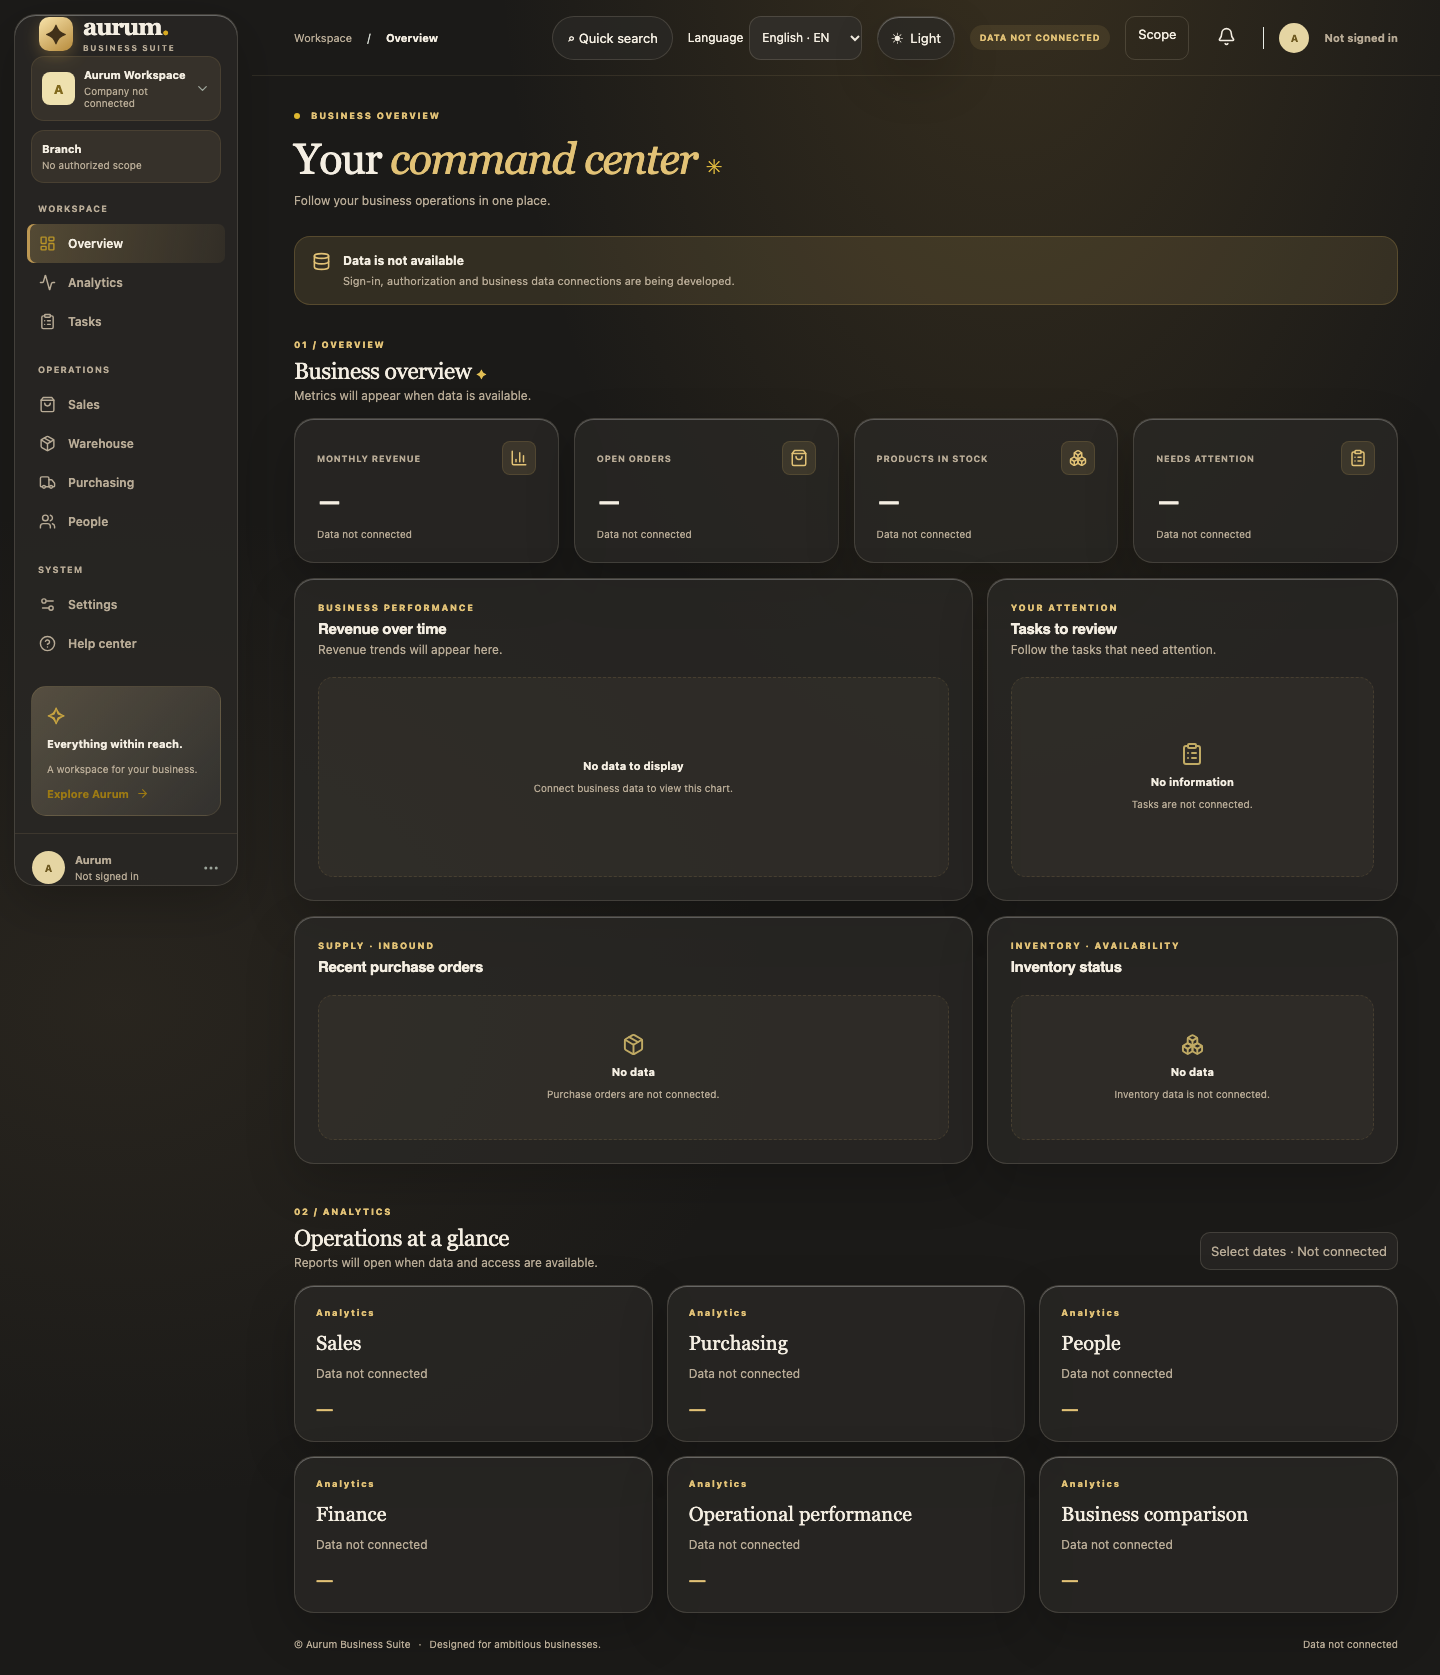 aurum.
BUSINESS SUITE
A
Aurum Workspace
Company not
connected
Branch
No authorized scope
WORKSPACE
Overview
Analytics
Tasks
OPERATIONS
Sales
Warehouse
Purchasing
People
SYSTEM
Settings
Help center
Everything within reach.
A workspace for your business.
Explore Aurum →
A
Aurum
Not signed in
Workspace / Overview
Quick search
Language
English · EN
Light
DATA NOT CONNECTED
Scope
A
Not signed in
BUSINESS OVERVIEW
Your command center
Follow your business operations in one place.
Data is not available
Sign-in, authorization and business data connections are being developed.
01 / OVERVIEW
Business overview
Metrics will appear when data is available.
MONTHLY REVENUE
—
Data not connected
OPEN ORDERS
—
Data not connected
PRODUCTS IN STOCK
—
Data not connected
NEEDS ATTENTION
—
Data not connected
BUSINESS PERFORMANCE
Revenue over time
Revenue trends will appear here.
No data to display
Connect business data to view this chart.
YOUR ATTENTION
Tasks to review
Follow the tasks that need attention.
No information
Tasks are not connected.
SUPPLY · INBOUND
Recent purchase orders
No data
Purchase orders are not connected.
INVENTORY · AVAILABILITY
Inventory status
No data
Inventory data is not connected.
02 / ANALYTICS
Operations at a glance
Reports will open when data and access are available.
Select dates · Not connected
Analytics
Sales
Data not connected
—
Analytics
Purchasing
Data not connected
—
Analytics
People
Data not connected
—
Analytics
Finance
Data not connected
—
Analytics
Operational performance
Data not connected
—
Analytics
Business comparison
Data not connected
—
© Aurum Business Suite · Designed for ambitious businesses.
Data not connected